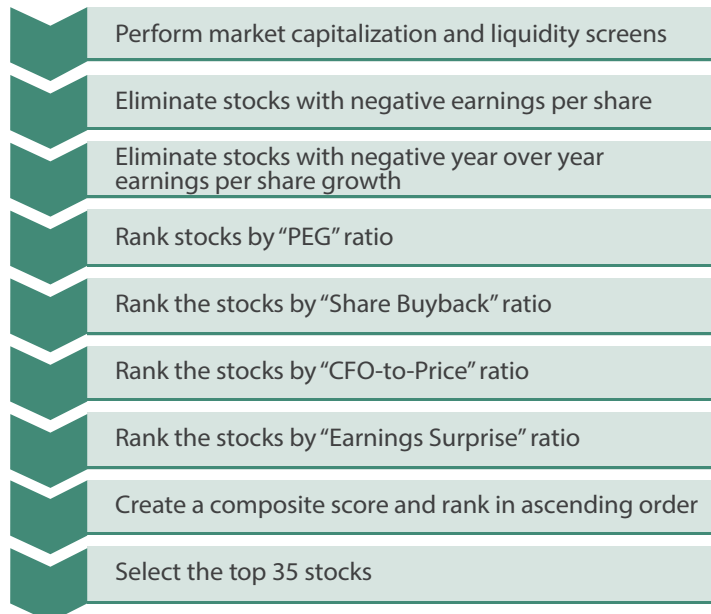 Perform market capitalization and liquidity screens
Eliminate stocks with negative earnings per share
Eliminate stocks with negative year over year
earnings per share growth
Rank stocks by “PEG” ratio
Rank the stocks by “Share Buyback” ratio
Rank the stocks by “CFO-to-Price” ratio
Rank the stocks by “Earnings Surprise” ratio
Create a composite score and rank in ascending order
Select the top 35 stocks